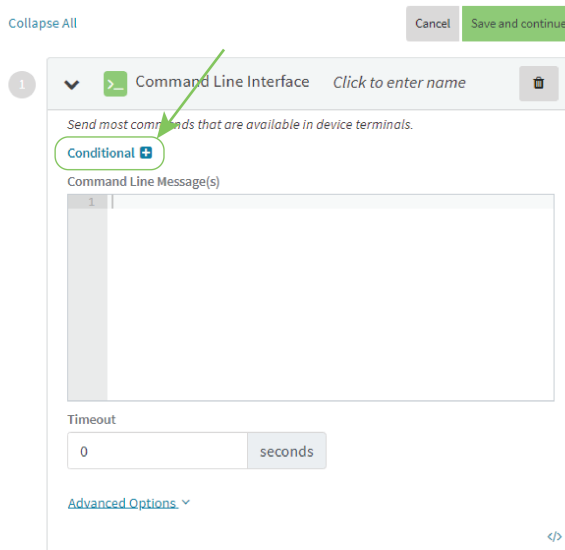 Collapse All
Cancel
Save and continue
1
Command Line Interface Click to enter name
Send most commands that are available in device terminals.
Conditional
Command Line Message(s)
1
Timeout
0 seconds
Advanced Options
</>